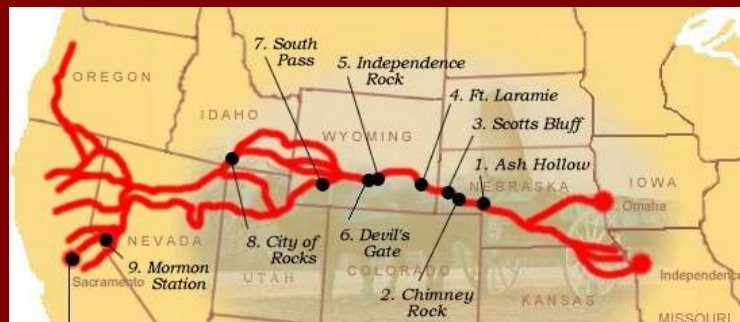 OREGON
IDAHO
WYOMING
NEBRASKA
IOWA
NEVADA
UTAH
COLORADO
KANSAS
MISSOURI
7. South
Pass
5. Independence
Rock
4. Ft. Laramie
3. Scotts Bluff
1. Ash Hollow
Omaha
8. City of
Rocks
6. Devil's
Gate
2. Chimney
Rock
9. Mormon
Station
Sacramento
Independence